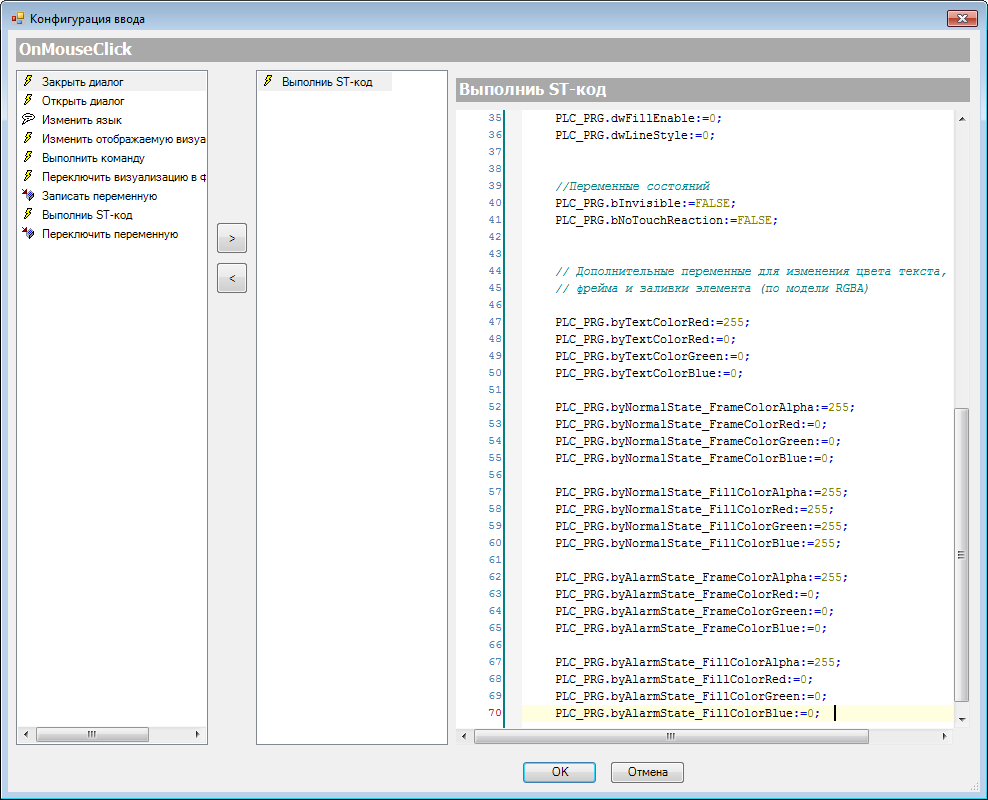 Конфигурация ввода
OnMouseClick
Закрыть диалог
Открыть диалог
Изменить язык
Изменить отображаемую визуа
Выполнить команду
Переключить визуализацию в ф
Записать переменную
Выполниь ST-код
Переключить переменную
>
<
Выполниь ST-код
Выполниь ST-код
35 PLC_PRG.dwFillEnable:=0;
36 PLC_PRG.dwLineStyle:=0;
37
38
39 //Переменные состояний
40 PLC_PRG.bInvisible:=FALSE;
41 PLC_PRG.bNoTouchReaction:=FALSE;
42
43
44 // Дополнительные переменные для изменения цвета текста,
45 // фрейма и заливки элемента (по модели RGBA)
46
47 PLC_PRG.byTextColorRed:=255;
48 PLC_PRG.byTextColorRed:=0;
49 PLC_PRG.byTextColorGreen:=0;
50 PLC_PRG.byTextColorBlue:=0;
51
52 PLC_PRG.byNormalState_FrameColorAlpha:=255;
53 PLC_PRG.byNormalState_FrameColorRed:=0;
54 PLC_PRG.byNormalState_FrameColorGreen:=0;
55 PLC_PRG.byNormalState_FrameColorBlue:=0;
56
57 PLC_PRG.byNormalState_FillColorAlpha:=255;
58 PLC_PRG.byNormalState_FillColorRed:=255;
59 PLC_PRG.byNormalState_FillColorGreen:=255;
60 PLC_PRG.byNormalState_FillColorBlue:=255;
61
62 PLC_PRG.byAlarmState_FrameColorAlpha:=255;
63 PLC_PRG.byAlarmState_FrameColorRed:=0;
64 PLC_PRG.byAlarmState_FrameColorGreen:=0;
65 PLC_PRG.byAlarmState_FrameColorBlue:=0;
66
67 PLC_PRG.byAlarmState_FillColorAlpha:=255;
68 PLC_PRG.byAlarmState_FillColorRed:=0;
69 PLC_PRG.byAlarmState_FillColorGreen:=0;
70 PLC_PRG.byAlarmState_FillColorBlue:=0;
OK
Отмена